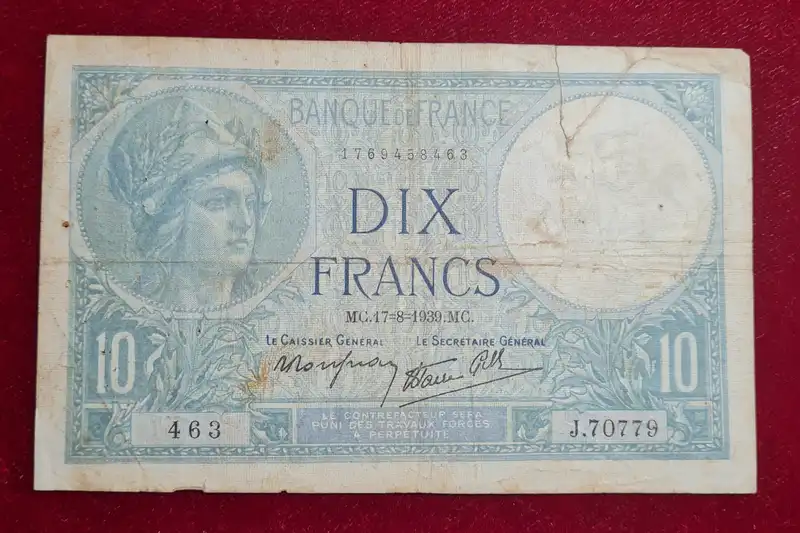 BANQUE DE FRANCE
1769458463
DIX
FRANCS
MC.17=8=1939.MC.
LE CAISSIER GÉNÉRAL LE SECRÉTAIRE GÉNÉRAL
10 10
LE CONTREFACTEUR SERA
PUNI DES TRAVAUX FORCÉS
À PERPÉTUITÉ
463 J.70779